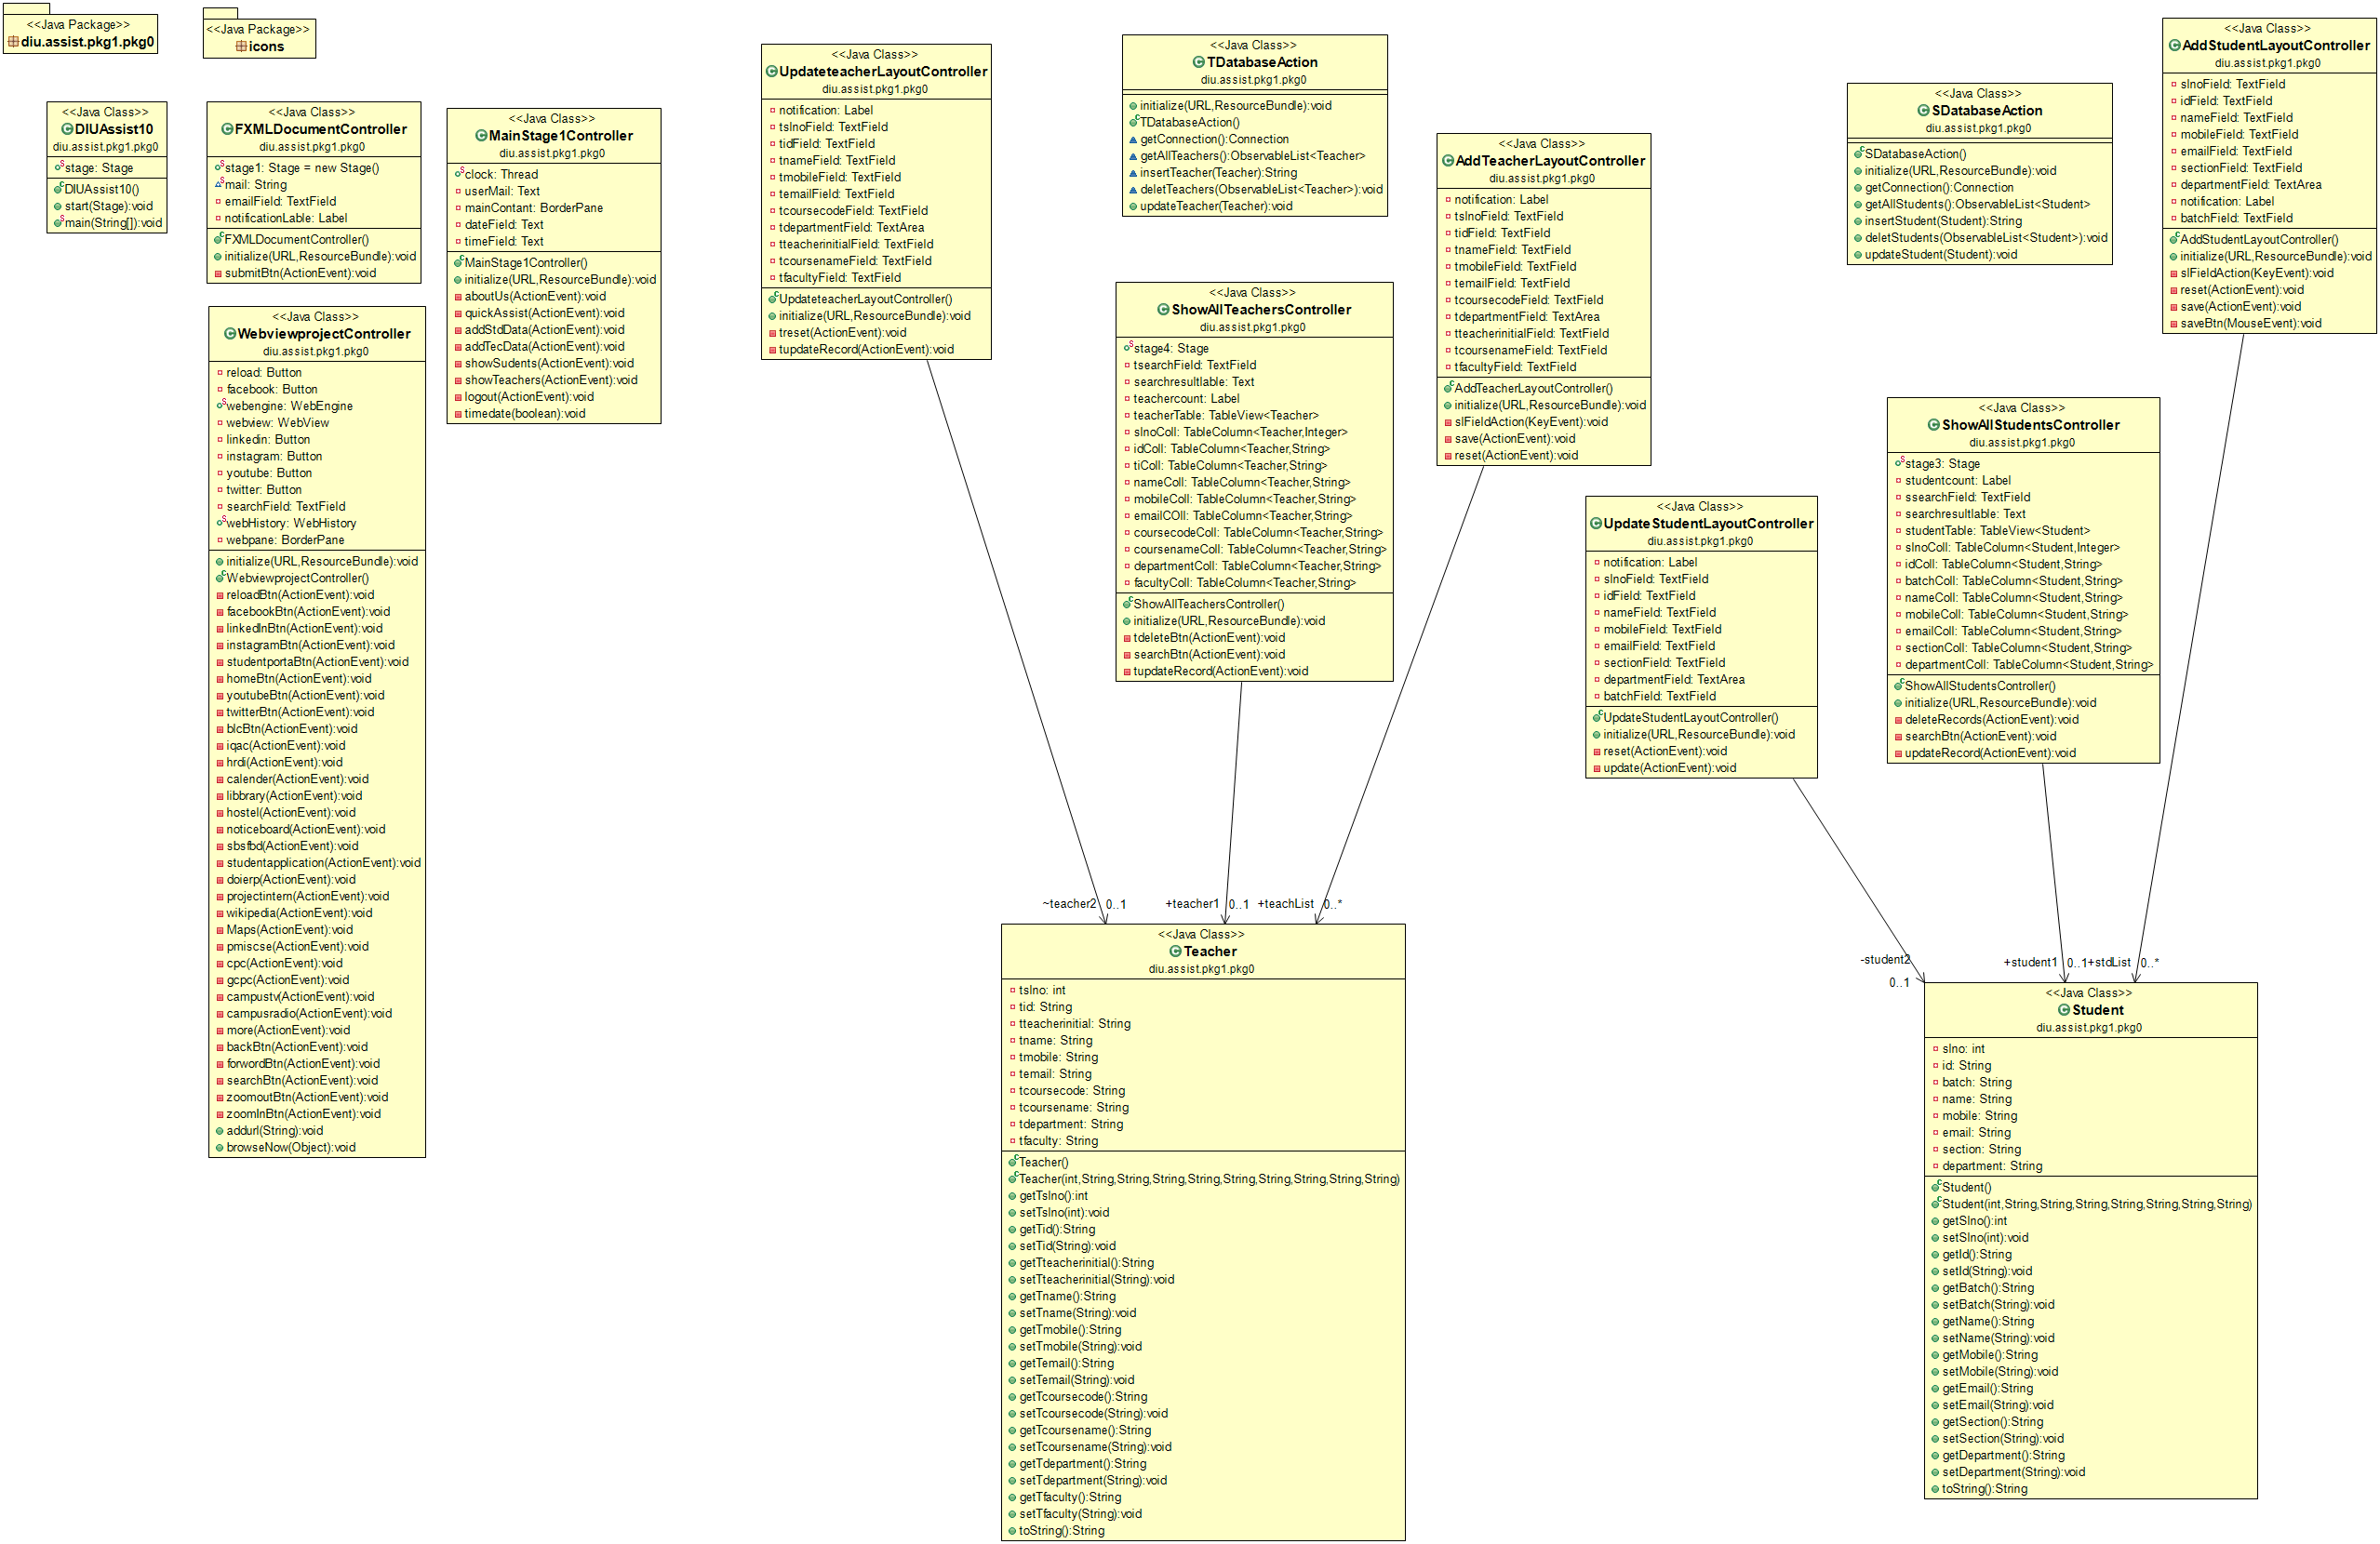 <<Java Package>>
diu.assist.pkg1.pkg0
<<Java Package>>
icons
<<Java Class>>
DIUAssist10
diu.assist.pkg1.pkg0
stage: Stage
DIUAssist10()
start(Stage):void
main(String[]):void
<<Java Class>>
FXMLDocumentController
diu.assist.pkg1.pkg0
stage1: Stage = new Stage()
mail: String
emailField: TextField
notificationLable: Label
FXMLDocumentController()
initialize(URL,ResourceBundle):void
submitBtn(ActionEvent):void
<<Java Class>>
MainStage1Controller
diu.assist.pkg1.pkg0
clock: Thread
userMail: Text
mainContant: BorderPane
dateField: Text
timeField: Text
MainStage1Controller()
initialize(URL,ResourceBundle):void
aboutUs(ActionEvent):void
quickAssist(ActionEvent):void
addStdData(ActionEvent):void
addTecData(ActionEvent):void
showSudents(ActionEvent):void
showTeachers(ActionEvent):void
logout(ActionEvent):void
timedate(boolean):void
<<Java Class>>
WebviewprojectController
diu.assist.pkg1.pkg0
reload: Button
facebook: Button
webengine: WebEngine
webview: WebView
linkedin: Button
instagram: Button
youtube: Button
twitter: Button
searchField: TextField
webHistory: WebHistory
webpane: BorderPane
initialize(URL,ResourceBundle):void
WebviewprojectController()
reloadBtn(ActionEvent):void
facebookBtn(ActionEvent):void
linkedInBtn(ActionEvent):void
instagramBtn(ActionEvent):void
studentportaBtn(ActionEvent):void
homeBtn(ActionEvent):void
youtubeBtn(ActionEvent):void
twitterBtn(ActionEvent):void
blcBtn(ActionEvent):void
iqac(ActionEvent):void
hrdi(ActionEvent):void
calender(ActionEvent):void
libbrary(ActionEvent):void
hostel(ActionEvent):void
noticeboard(ActionEvent):void
sbsfbd(ActionEvent):void
studentapplication(ActionEvent):void
doierp(ActionEvent):void
projectintern(ActionEvent):void
wikipedia(ActionEvent):void
Maps(ActionEvent):void
pmiscse(ActionEvent):void
cpc(ActionEvent):void
gcpc(ActionEvent):void
campustv(ActionEvent):void
campusradio(ActionEvent):void
more(ActionEvent):void
backBtn(ActionEvent):void
forwordBtn(ActionEvent):void
searchBtn(ActionEvent):void
zoomoutBtn(ActionEvent):void
zoomInBtn(ActionEvent):void
addurl(String):void
browseNow(Object):void
<<Java Class>>
UpdateteacherLayoutController
diu.assist.pkg1.pkg0
notification: Label
tslnoField: TextField
tidField: TextField
tnameField: TextField
tmobileField: TextField
temailField: TextField
tcoursecodeField: TextField
tdepartmentField: TextArea
tteacherinitialField: TextField
tcoursenameField: TextField
tfacultyField: TextField
UpdateteacherLayoutController()
initialize(URL,ResourceBundle):void
treset(ActionEvent):void
tupdateRecord(ActionEvent):void
<<Java Class>>
TDatabaseAction
diu.assist.pkg1.pkg0
initialize(URL,ResourceBundle):void
TDatabaseAction()
getConnection():Connection
getAllTeachers():ObservableList<Teacher>
insertTeacher(Teacher):String
deletTeachers(ObservableList<Teacher>):void
updateTeacher(Teacher):void
<<Java Class>>
ShowAllTeachersController
diu.assist.pkg1.pkg0
stage4: Stage
tsearchField: TextField
searchresultlable: Text
teachercount: Label
teacherTable: TableView<Teacher>
slnoColl: TableColumn<Teacher,Integer>
idColl: TableColumn<Teacher,String>
tiColl: TableColumn<Teacher,String>
nameColl: TableColumn<Teacher,String>
mobileColl: TableColumn<Teacher,String>
emailCOll: TableColumn<Teacher,String>
coursecodeColl: TableColumn<Teacher,String>
coursenameColl: TableColumn<Teacher,String>
departmentColl: TableColumn<Teacher,String>
facultyColl: TableColumn<Teacher,String>
ShowAllTeachersController()
initialize(URL,ResourceBundle):void
tdeleteBtn(ActionEvent):void
searchBtn(ActionEvent):void
tupdateRecord(ActionEvent):void
<<Java Class>>
AddTeacherLayoutController
diu.assist.pkg1.pkg0
notification: Label
tslnoField: TextField
tidField: TextField
tnameField: TextField
tmobileField: TextField
temailField: TextField
tcoursecodeField: TextField
tdepartmentField: TextArea
tteacherinitialField: TextField
tcoursenameField: TextField
tfacultyField: TextField
AddTeacherLayoutController()
initialize(URL,ResourceBundle):void
slFieldAction(KeyEvent):void
save(ActionEvent):void
reset(ActionEvent):void
<<Java Class>>
UpdateStudentLayoutController
diu.assist.pkg1.pkg0
notification: Label
slnoField: TextField
idField: TextField
nameField: TextField
mobileField: TextField
emailField: TextField
sectionField: TextField
departmentField: TextArea
batchField: TextField
UpdateStudentLayoutController()
initialize(URL,ResourceBundle):void
reset(ActionEvent):void
update(ActionEvent):void
<<Java Class>>
SDatabaseAction
diu.assist.pkg1.pkg0
SDatabaseAction()
initialize(URL,ResourceBundle):void
getConnection():Connection
getAllStudents():ObservableList<Student>
insertStudent(Student):String
deletStudents(ObservableList<Student>):void
updateStudent(Student):void
<<Java Class>>
ShowAllStudentsController
diu.assist.pkg1.pkg0
stage3: Stage
studentcount: Label
ssearchField: TextField
searchresultlable: Text
studentTable: TableView<Student>
slnoColl: TableColumn<Student,Integer>
idColl: TableColumn<Student,String>
batchColl: TableColumn<Student,String>
nameColl: TableColumn<Student,String>
mobileColl: TableColumn<Student,String>
emailColl: TableColumn<Student,String>
sectionColl: TableColumn<Student,String>
departmentColl: TableColumn<Student,String>
ShowAllStudentsController()
initialize(URL,ResourceBundle):void
deleteRecords(ActionEvent):void
searchBtn(ActionEvent):void
updateRecord(ActionEvent):void
<<Java Class>>
AddStudentLayoutController
diu.assist.pkg1.pkg0
slnoField: TextField
idField: TextField
nameField: TextField
mobileField: TextField
emailField: TextField
sectionField: TextField
departmentField: TextArea
notification: Label
batchField: TextField
AddStudentLayoutController()
initialize(URL,ResourceBundle):void
slFieldAction(KeyEvent):void
reset(ActionEvent):void
save(ActionEvent):void
saveBtn(MouseEvent):void
~teacher2 0..1
+teacher1 0..1
+teachList 0..*
<<Java Class>>
Teacher
diu.assist.pkg1.pkg0
tslno: int
tid: String
tteacherinitial: String
tname: String
tmobile: String
temail: String
tcoursecode: String
tcoursename: String
tdepartment: String
tfaculty: String
Teacher()
Teacher(int,String,String,String,String,String,String,String,String,String)
getTslno():int
setTslno(int):void
getTid():String
setTid(String):void
getTteacherinitial():String
setTteacherinitial(String):void
getTname():String
setTname(String):void
getTmobile():String
setTmobile(String):void
getTemail():String
setTemail(String):void
getTcoursecode():String
setTcoursecode(String):void
getTcoursename():String
setTcoursename(String):void
getTdepartment():String
setTdepartment(String):void
getTfaculty():String
setTfaculty(String):void
toString():String
-student2
0..1
+student1 0..1
+stdList 0..*
<<Java Class>>
Student
diu.assist.pkg1.pkg0
slno: int
id: String
batch: String
name: String
mobile: String
email: String
section: String
department: String
Student()
Student(int,String,String,String,String,String,String,String)
getSlno():int
setSlno(int):void
getId():String
setId(String):void
getBatch():String
setBatch(String):void
getName():String
setName(String):void
getMobile():String
setMobile(String):void
getEmail():String
setEmail(String):void
getSection():String
setSection(String):void
getDepartment():String
setDepartment(String):void
toString():String